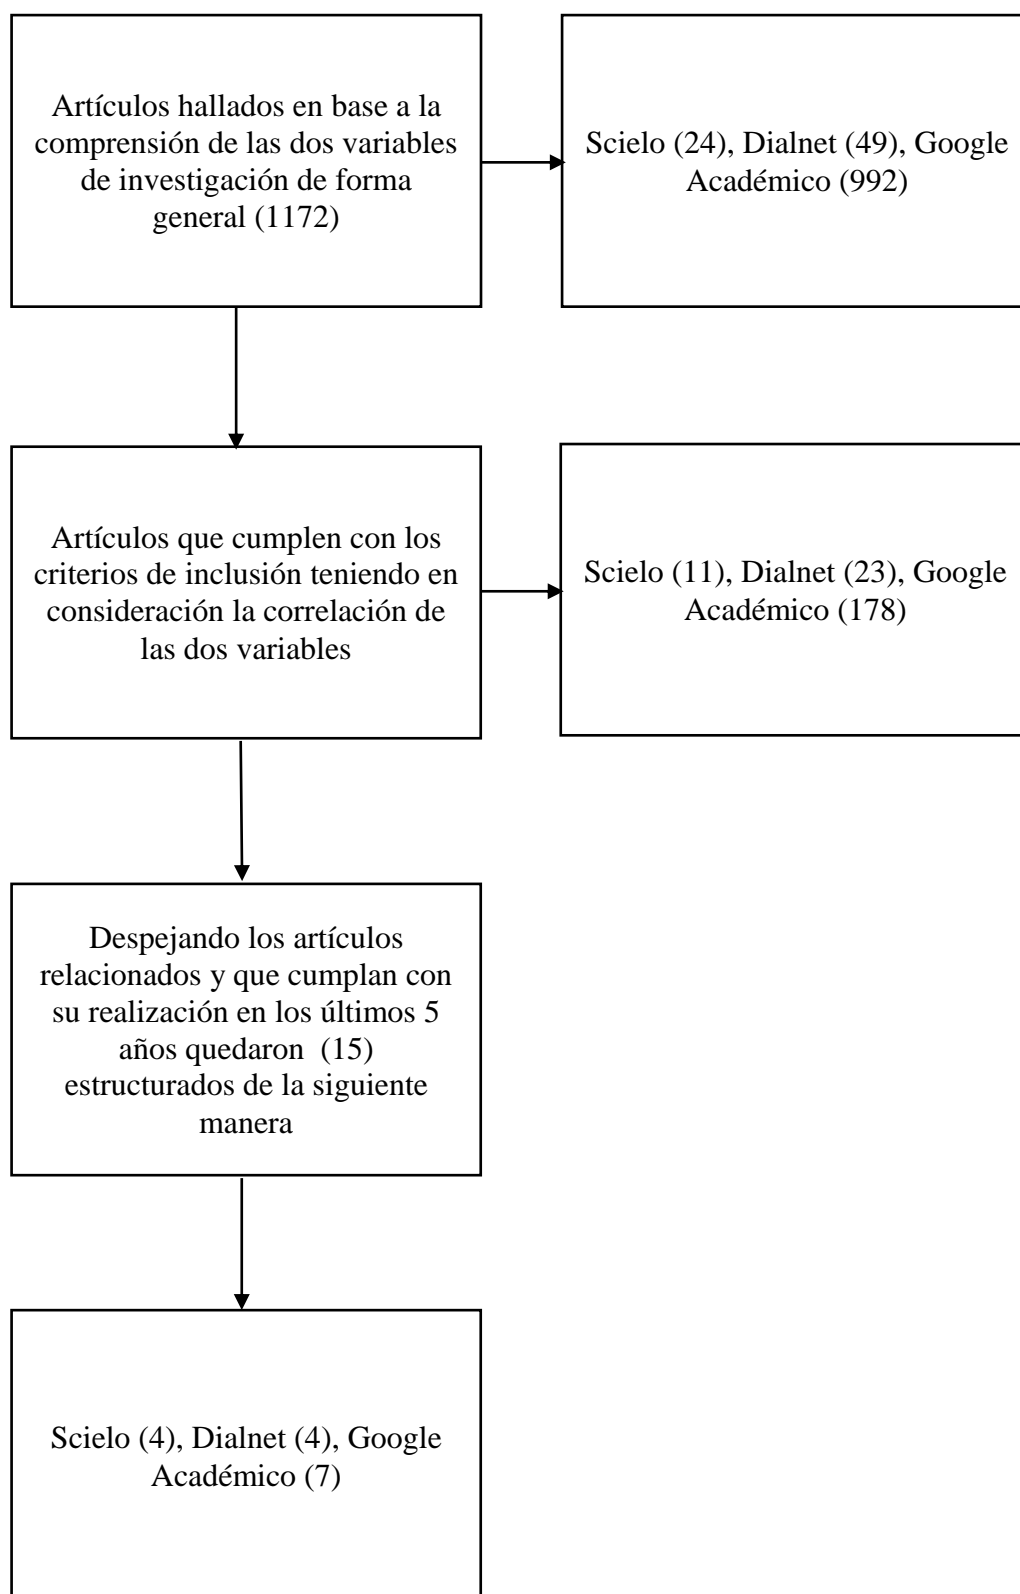 Artículos hallados en base a la
comprensión de las dos variables
de investigación de forma
general (1172)
Scielo (24), Dialnet (49), Google
Académico (992)
Artículos que cumplen con los
criterios de inclusión teniendo en
consideración la correlación de
las dos variables
Scielo (11), Dialnet (23), Google
Académico (178)
Despejando los artículos
relacionados y que cumplan con
su realización en los últimos 5
años quedaron  (15)
estructurados de la siguiente
manera
Scielo (4), Dialnet (4), Google
Académico (7)